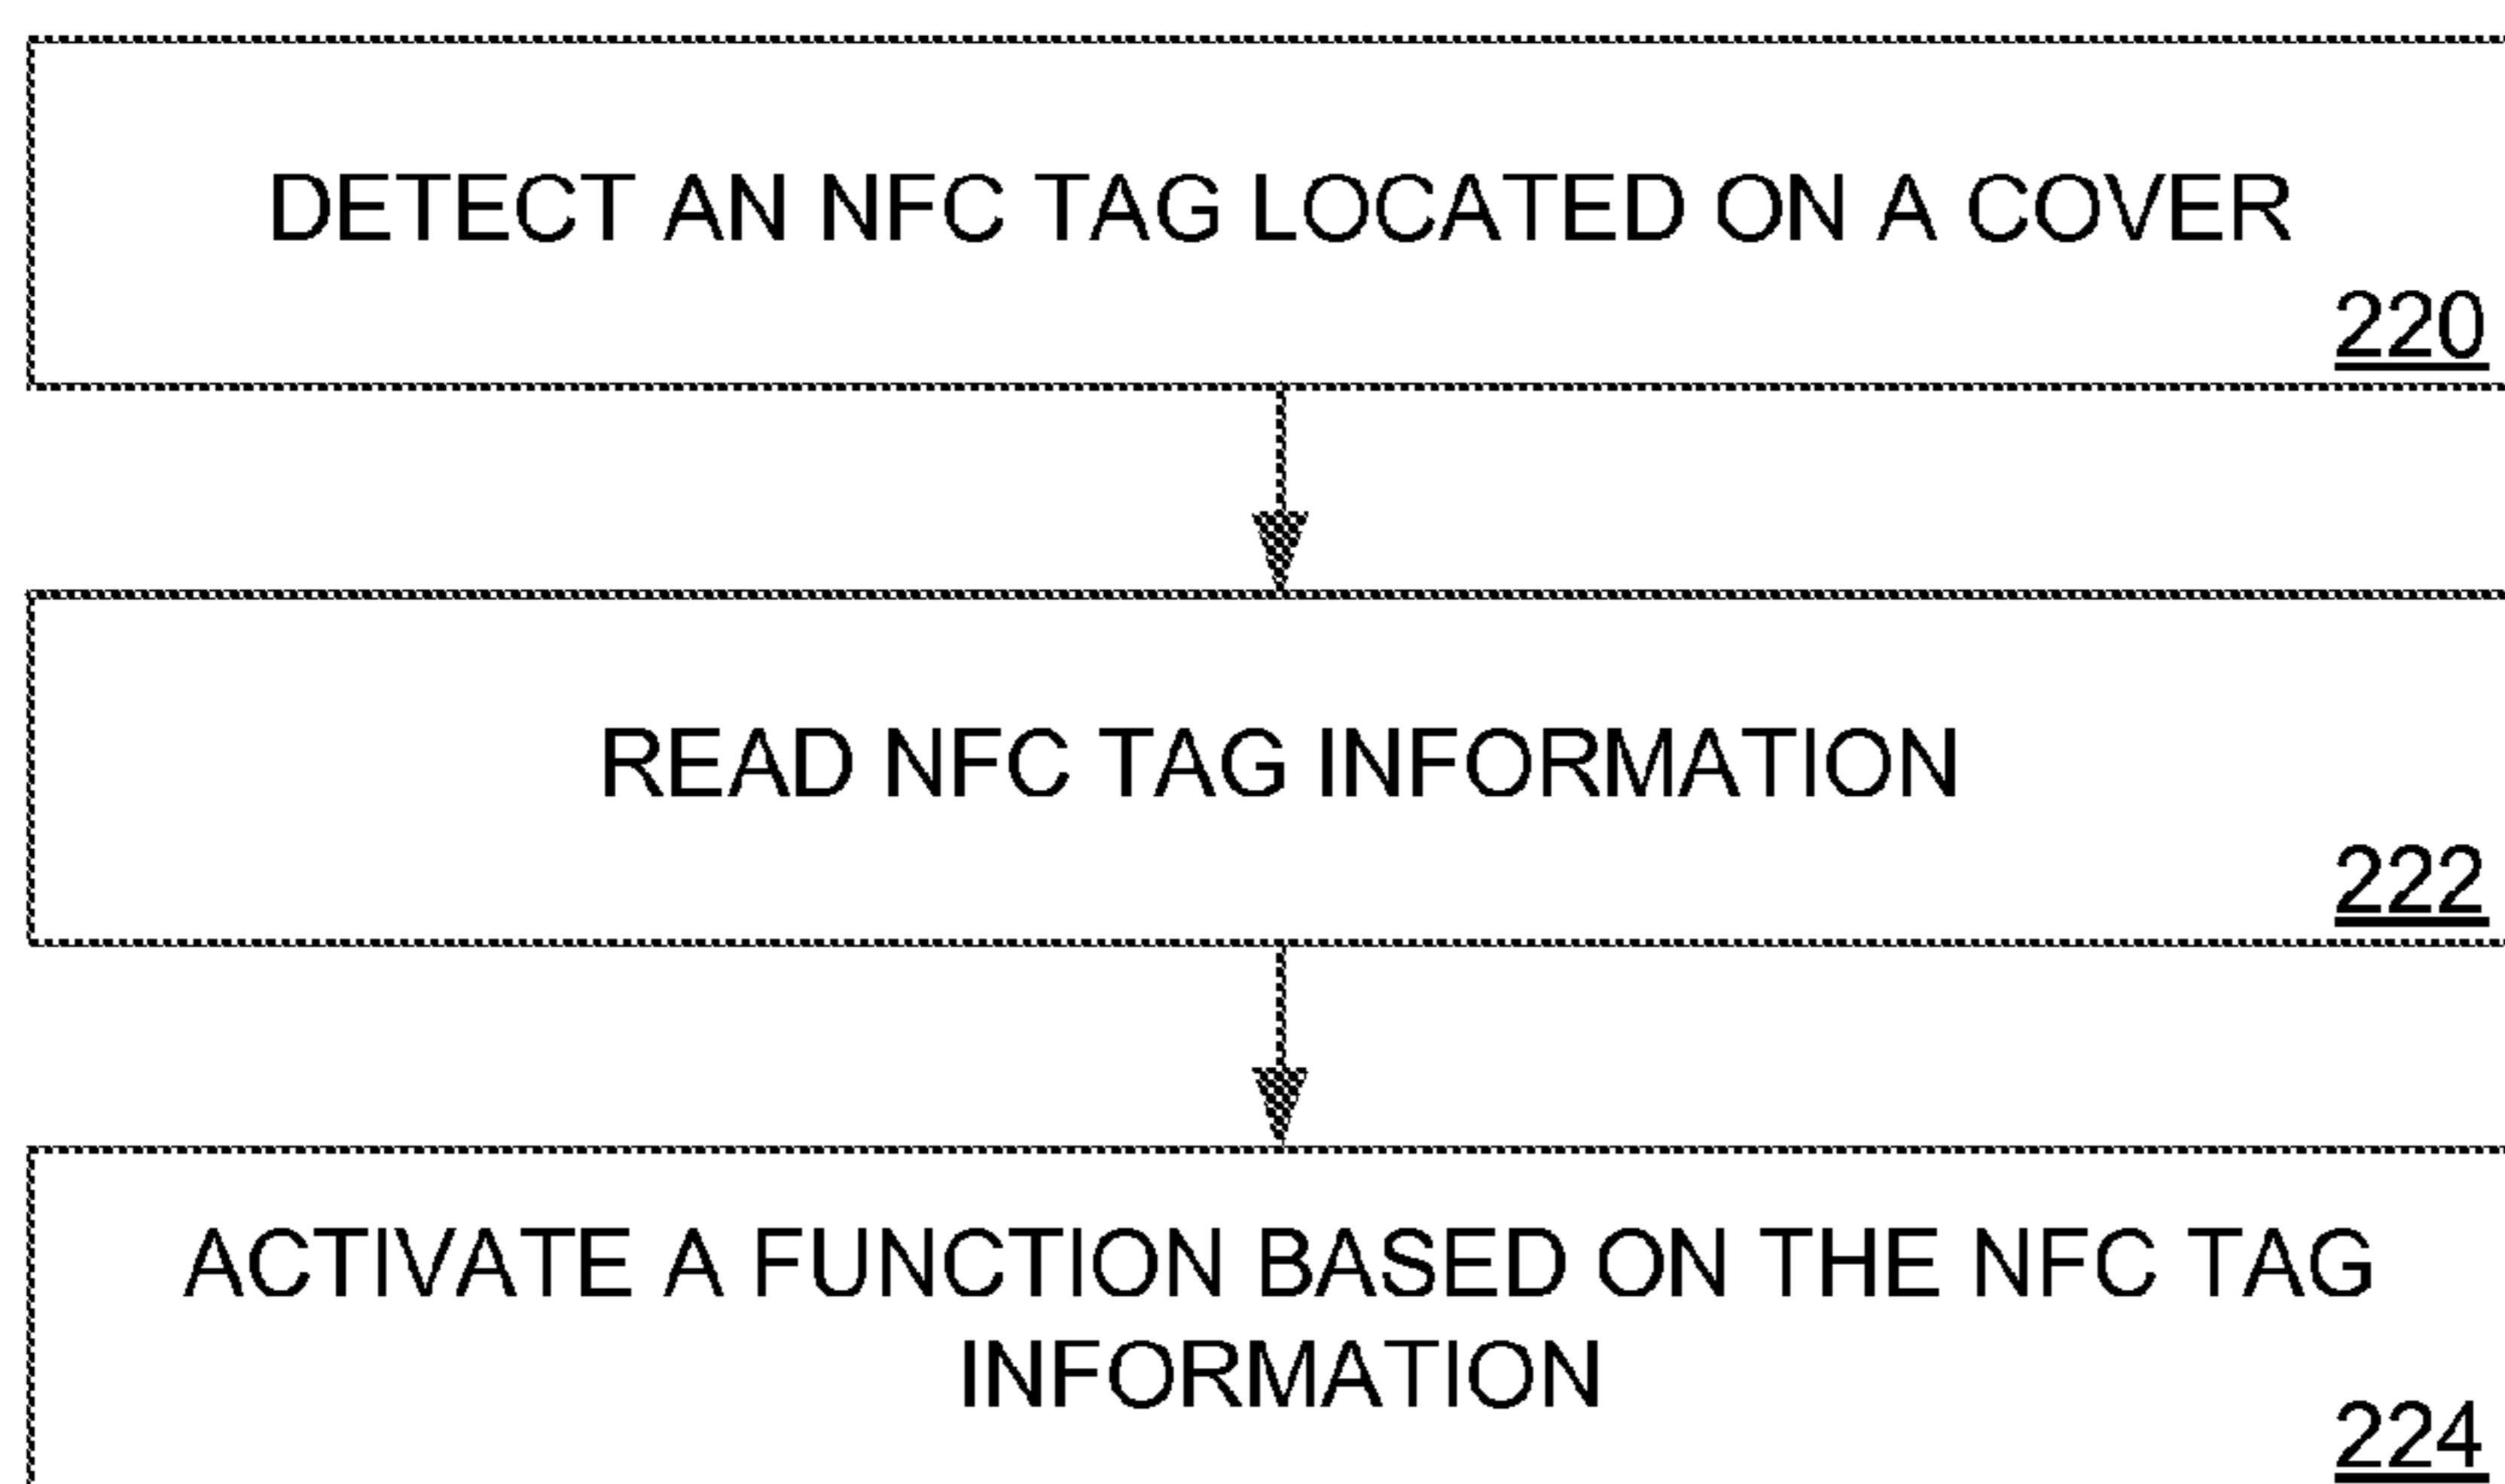 DETECT AN NFC TAG LOCATED ON A COVER
220
READ NFC TAG INFORMATION
222
ACTIVATE A FUNCTION BASED ON THE NFC TAG
INFORMATION
224